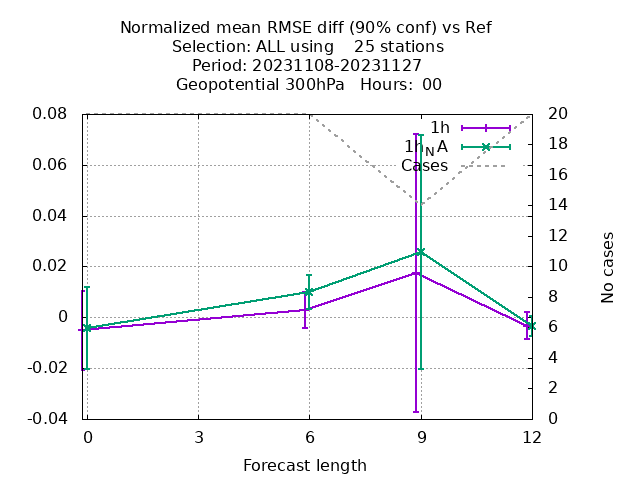 Normalized mean RMSE diff (90% conf) vs Ref
Selection: ALL using    25 stations
Period: 20231108-20231127
Geopotential 300hPa   Hours:  00
0.08
0.06
0.04
0.02
0
-0.02
-0.04
20
18
16
14
12
10
8
6
4
2
0
1h
1h_N A
Cases
No cases
0
3
6
9
12
Forecast length